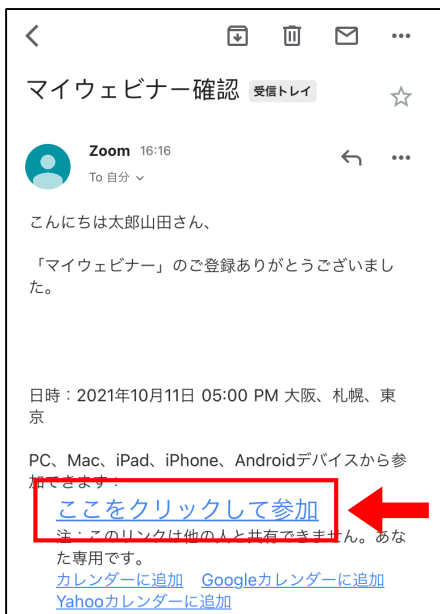 マイウェビナー確認 受信トレイ
Zoom 16:16
To 自分
こんにちは太郎山田さん、
「マイウェビナー」のご登録ありがとうございまし
た。
日時：2021年10月11日 05:00 PM 大阪、札幌、東
京
PC、Mac、iPad、iPhone、Androidデバイスから参
加できます：
ここをクリックして参加
注：このリンクは他の人と共有できません。あな
た専用です。
カレンダーに追加 Googleカレンダーに追加
Yahooカレンダーに追加